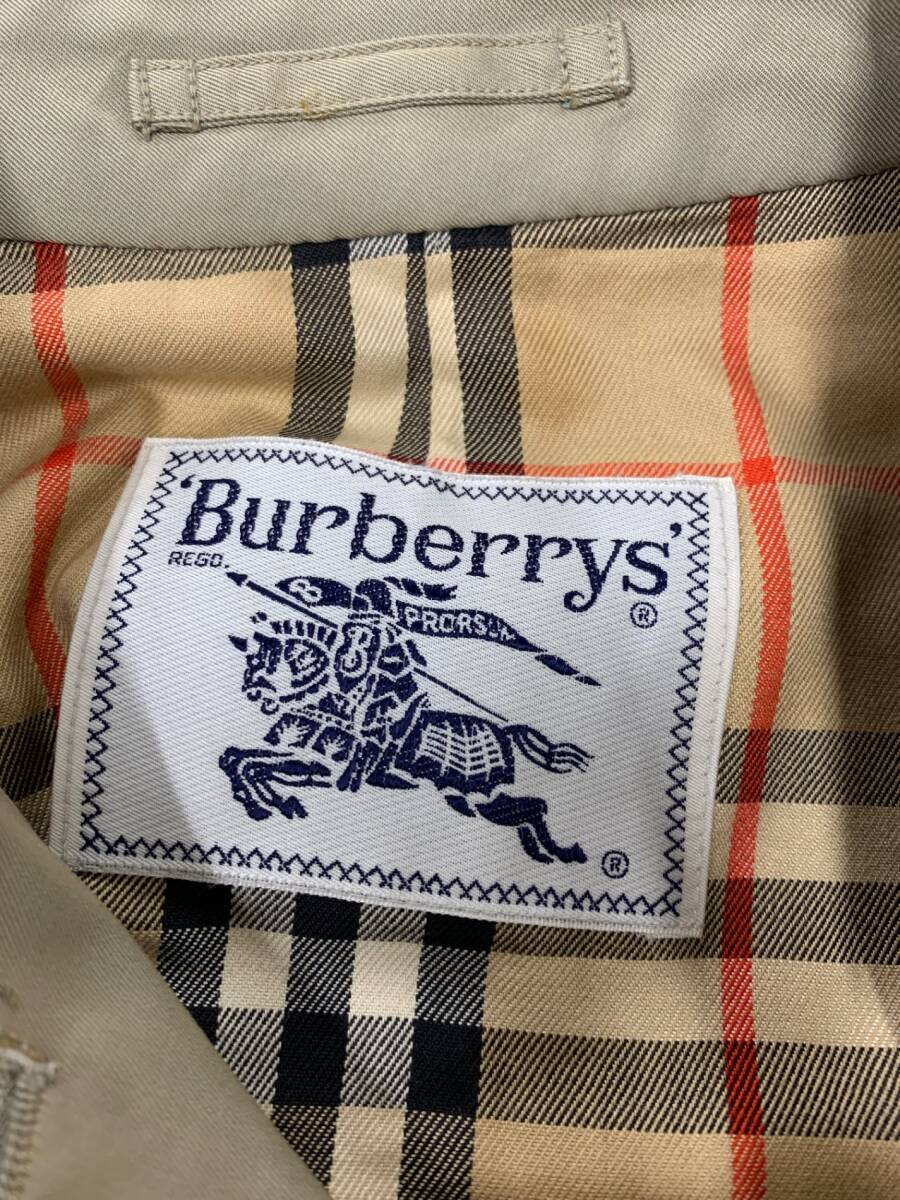 'Burberrys'
REGD.
®
PRORSUM
®